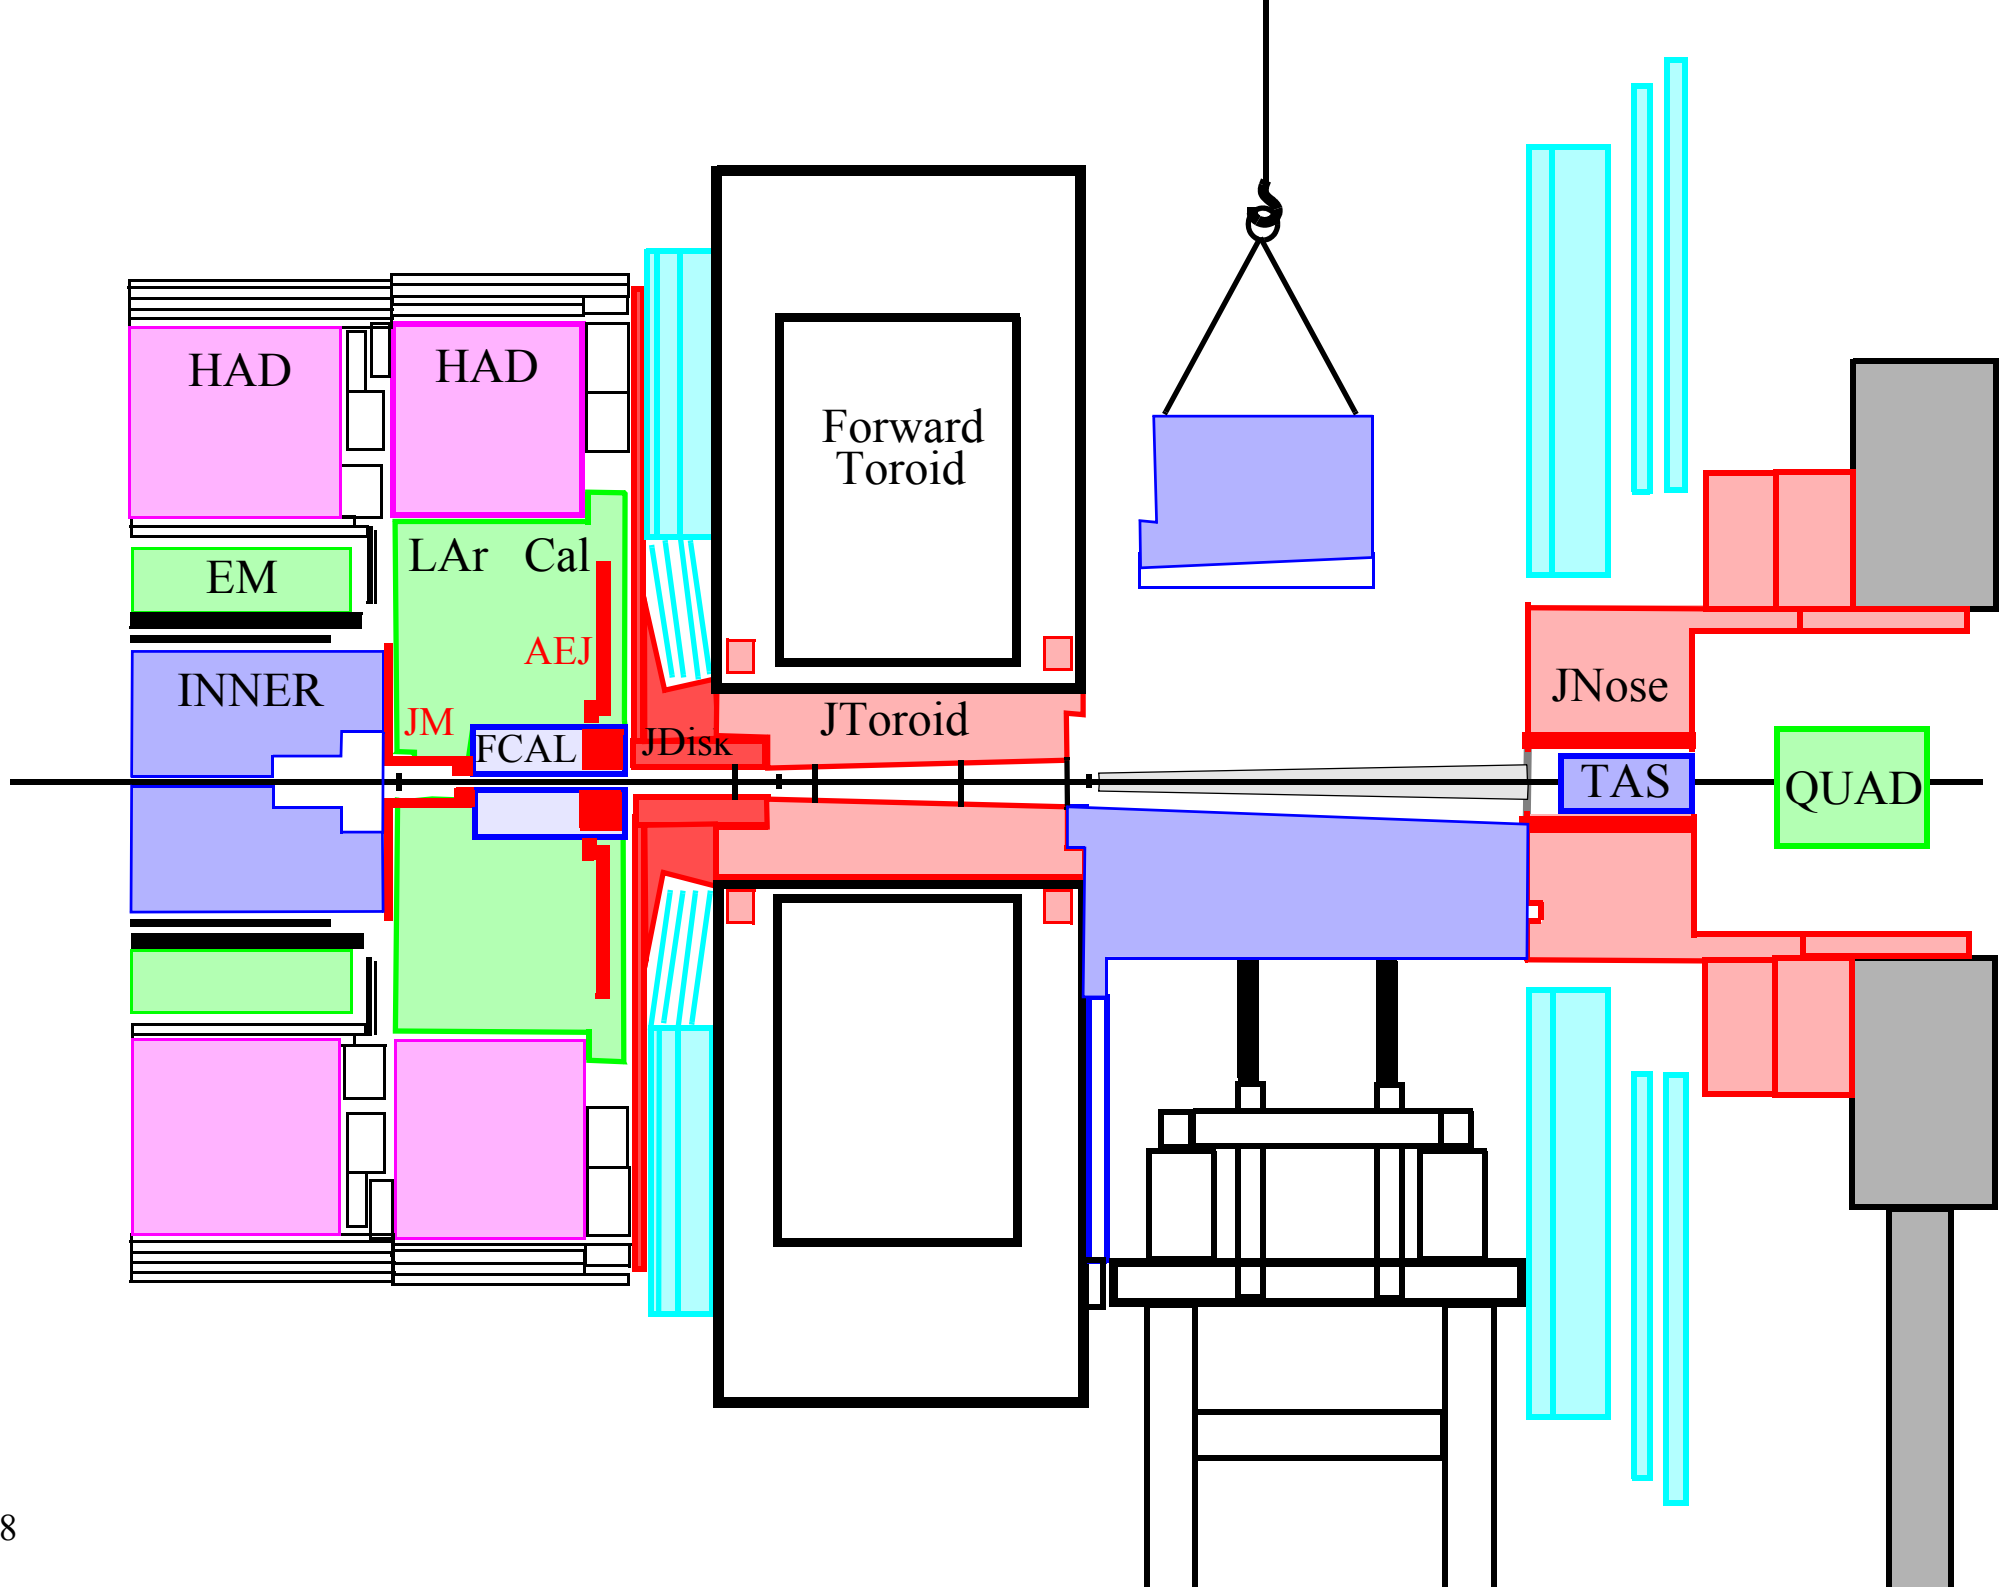 HAD
HAD
Forward
Toroid
LAr Cal
EM
AEJ
INNER
JM
FCAL
JDisk
JToroid
JNose
TAS
QUAD
8